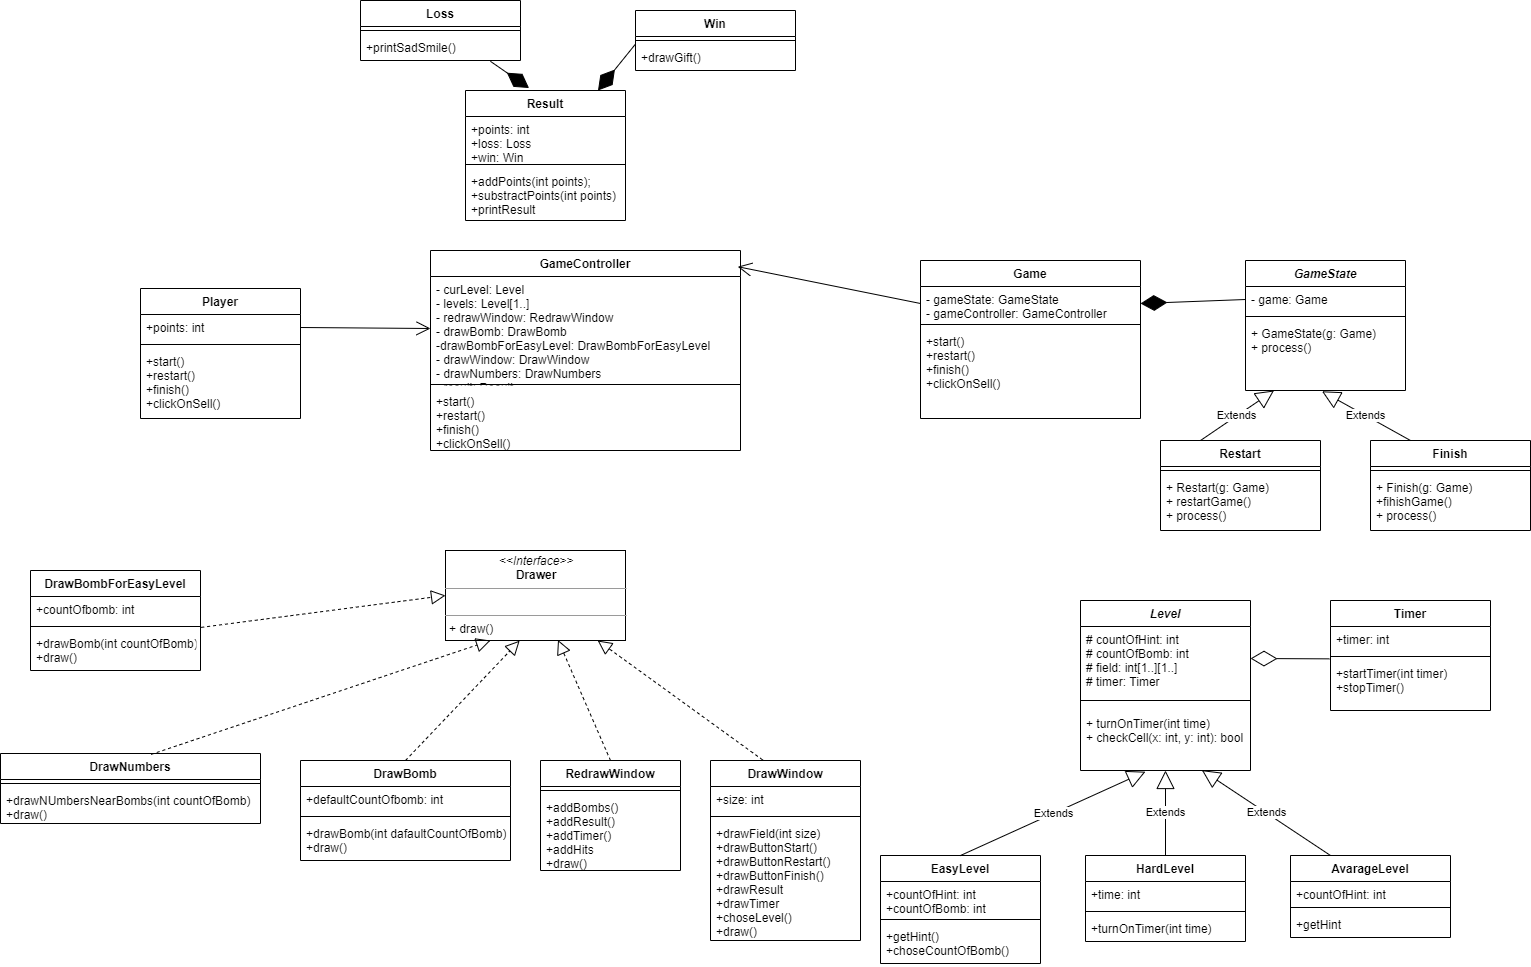 Loss
+printSadSmile()
Win
+drawGift()
Result
+points: int
+loss: Loss
+win: Win
+addPoints(int points);
+substractPoints(int points)
+printResult
Player
+points: int
+start()
+restart()
+finish()
+clickOnSell()
GameController
- curLevel: Level
- levels: Level[1..]
- redrawWindow: RedrawWindow
- drawBomb: DrawBomb
-drawBombForEasyLevel: DrawBombForEasyLevel
- drawWindow: DrawWindow
- drawNumbers: DrawNumbers
+start()
+restart()
+finish()
+clickOnSell()
Game
- gameState: GameState
- gameController: GameController
+start()
+restart()
+finish()
+clickOnSell()
GameState
- game: Game
+ GameState(g: Game)
+ process()
Extends
Extends
Restart
+ Restart(g: Game)
+ restartGame()
+ process()
Finish
+ Finish(g: Game)
+fihishGame()
+ process()
DrawBombForEasyLevel
+countOfbomb: int
+drawBomb(int countOfBomb)
+draw()
<<Interface>>
Drawer
+ draw()
DrawNumbers
+drawNUmbersNearBombs(int countOfBomb)
+draw()
DrawBomb
+defaultCountOfbomb: int
+drawBomb(int dafaultCountOfBomb)
+draw()
RedrawWindow
+addBombs()
+addResult()
+addTimer()
+addHits
+draw()
DrawWindow
+size: int
+drawField(int size)
+drawButtonStart()
+drawButtonRestart()
+drawButtonFinish()
+drawResult
+drawTimer
+choseLevel()
+draw()
Level
# countOfHint: int
# countOfBomb: int
# field: int[1..][1..]
# timer: Timer
+ turnOnTimer(int time)
+ checkCell(x: int, y: int): bool
Timer
+timer: int
+startTimer(int timer)
+stopTimer()
Extends
Extends
Extends
EasyLevel
+countOfHint: int
+countOfBomb: int
+getHint()
+choseCountOfBomb()
HardLevel
+time: int
+turnOnTimer(int time)
AvarageLevel
+countOfHint: int
+getHint